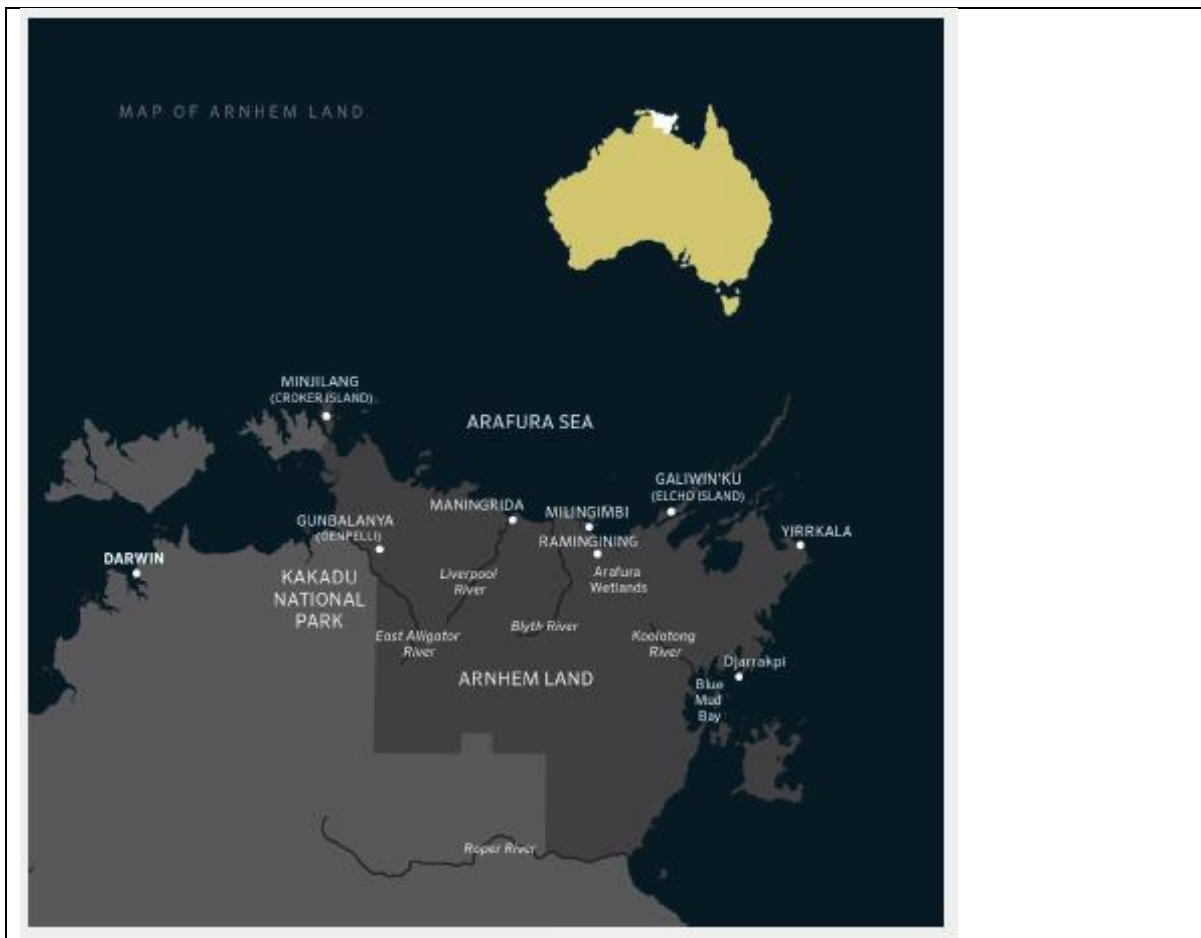 MAP OF ARNHEM LAND
MINJILANG
(CROKER ISLAND)
ARAFURA SEA
GALIWIN'KU
(ELCHO ISLAND)
MANINGRIDA
MILINGIMBI
GUNBALANYA
(OENPELLI)
YIRRKALA
RAMINGINING
DARWIN
Arafura
Wetlands
KAKADU
NATIONAL
PARK
Liverpool
River
Blyth River
East Alligator
River
Koolatong
River
Djarrakpi
ARNHEM LAND
Blue
Mud
Bay
Roper River